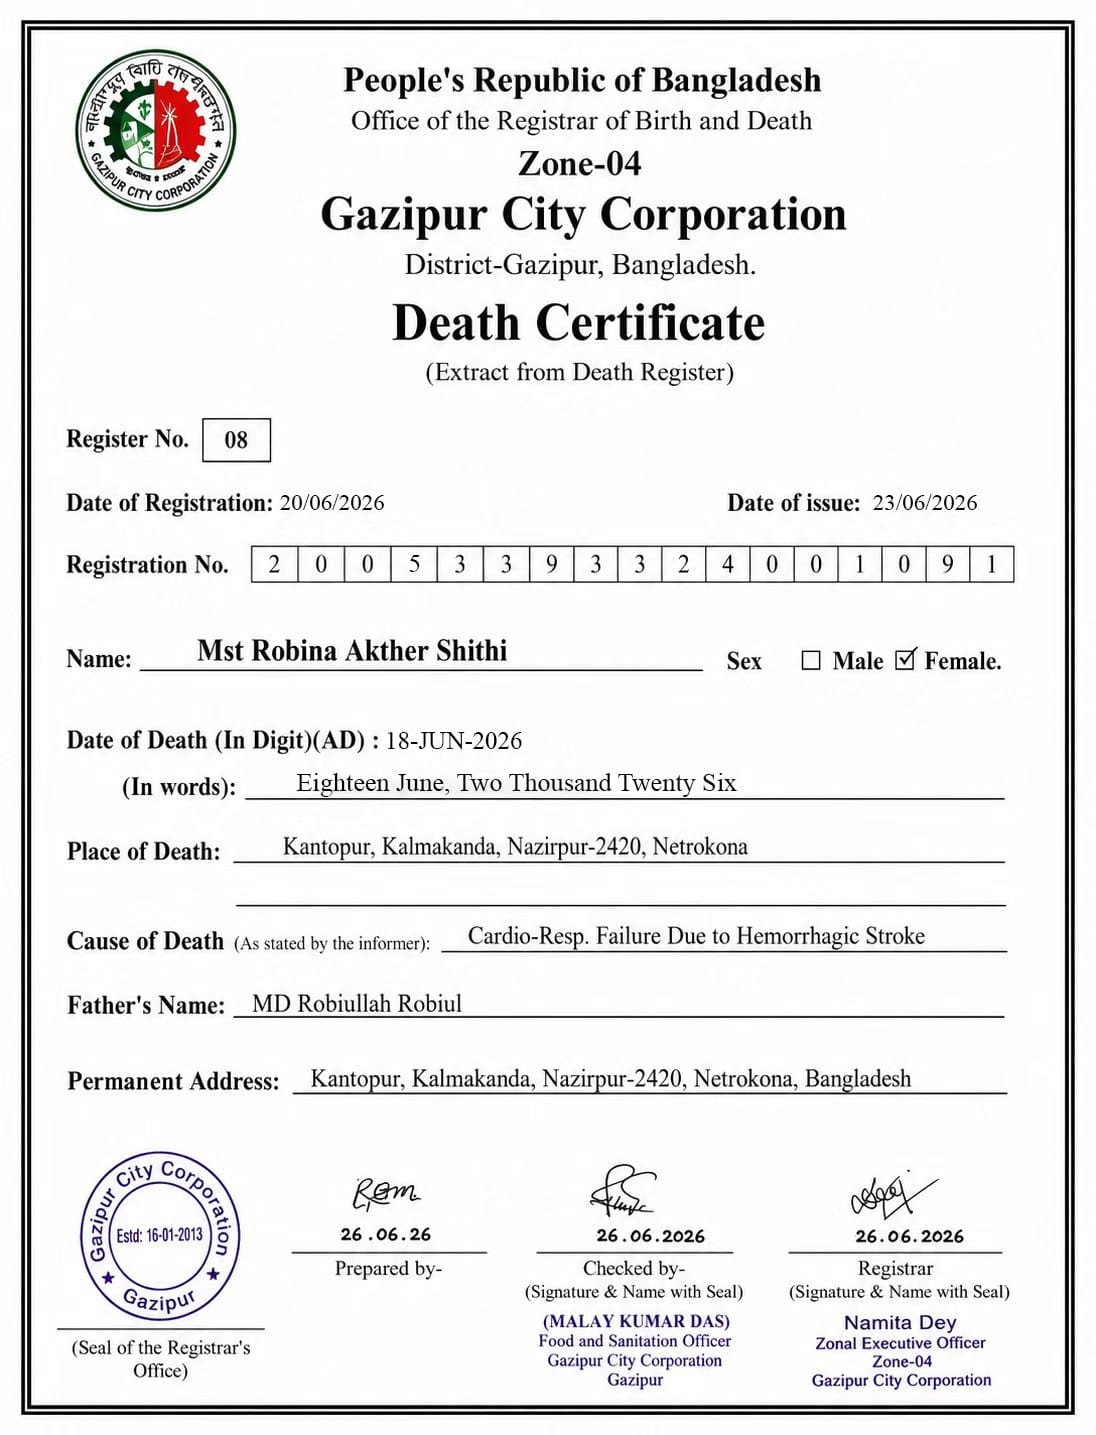 GAZIPUR CITY CORPORATION
People's Republic of Bangladesh
Office of the Registrar of Birth and Death
Zone-04
Gazipur City Corporation
District-Gazipur, Bangladesh.
Death Certificate
(Extract from Death Register)
Register No. 08
Date of Registration: 20/06/2026 Date of issue: 23/06/2026
Registration No. 2 0 0 5 3 3 9 3 3 2 4 0 0 1 0 9 1
Name: Mst Robina Akther Shithi Sex Male Female.
Date of Death (In Digit)(AD) : 18-JUN-2026
(In words): Eighteen June, Two Thousand Twenty Six
Place of Death: Kantopur, Kalmakanda, Nazirpur-2420, Netrokona
Cause of Death (As stated by the informer): Cardio-Resp. Failure Due to Hemorrhagic Stroke
Father's Name: MD Robiullah Robiul
Permanent Address: Kantopur, Kalmakanda, Nazirpur-2420, Netrokona, Bangladesh
Gazipur City Corporation
Estd: 16-01-2013
Gazipur
(Seal of the Registrar's
Office)
26.06.26
Prepared by-
26.06.2026
Checked by-
(Signature & Name with Seal)
(MALAY KUMAR DAS)
Food and Sanitation Officer
Gazipur City Corporation
Gazipur
26.06.2026
Registrar
(Signature & Name with Seal)
Namita Dey
Zonal Executive Officer
Zone-04
Gazipur City Corporation